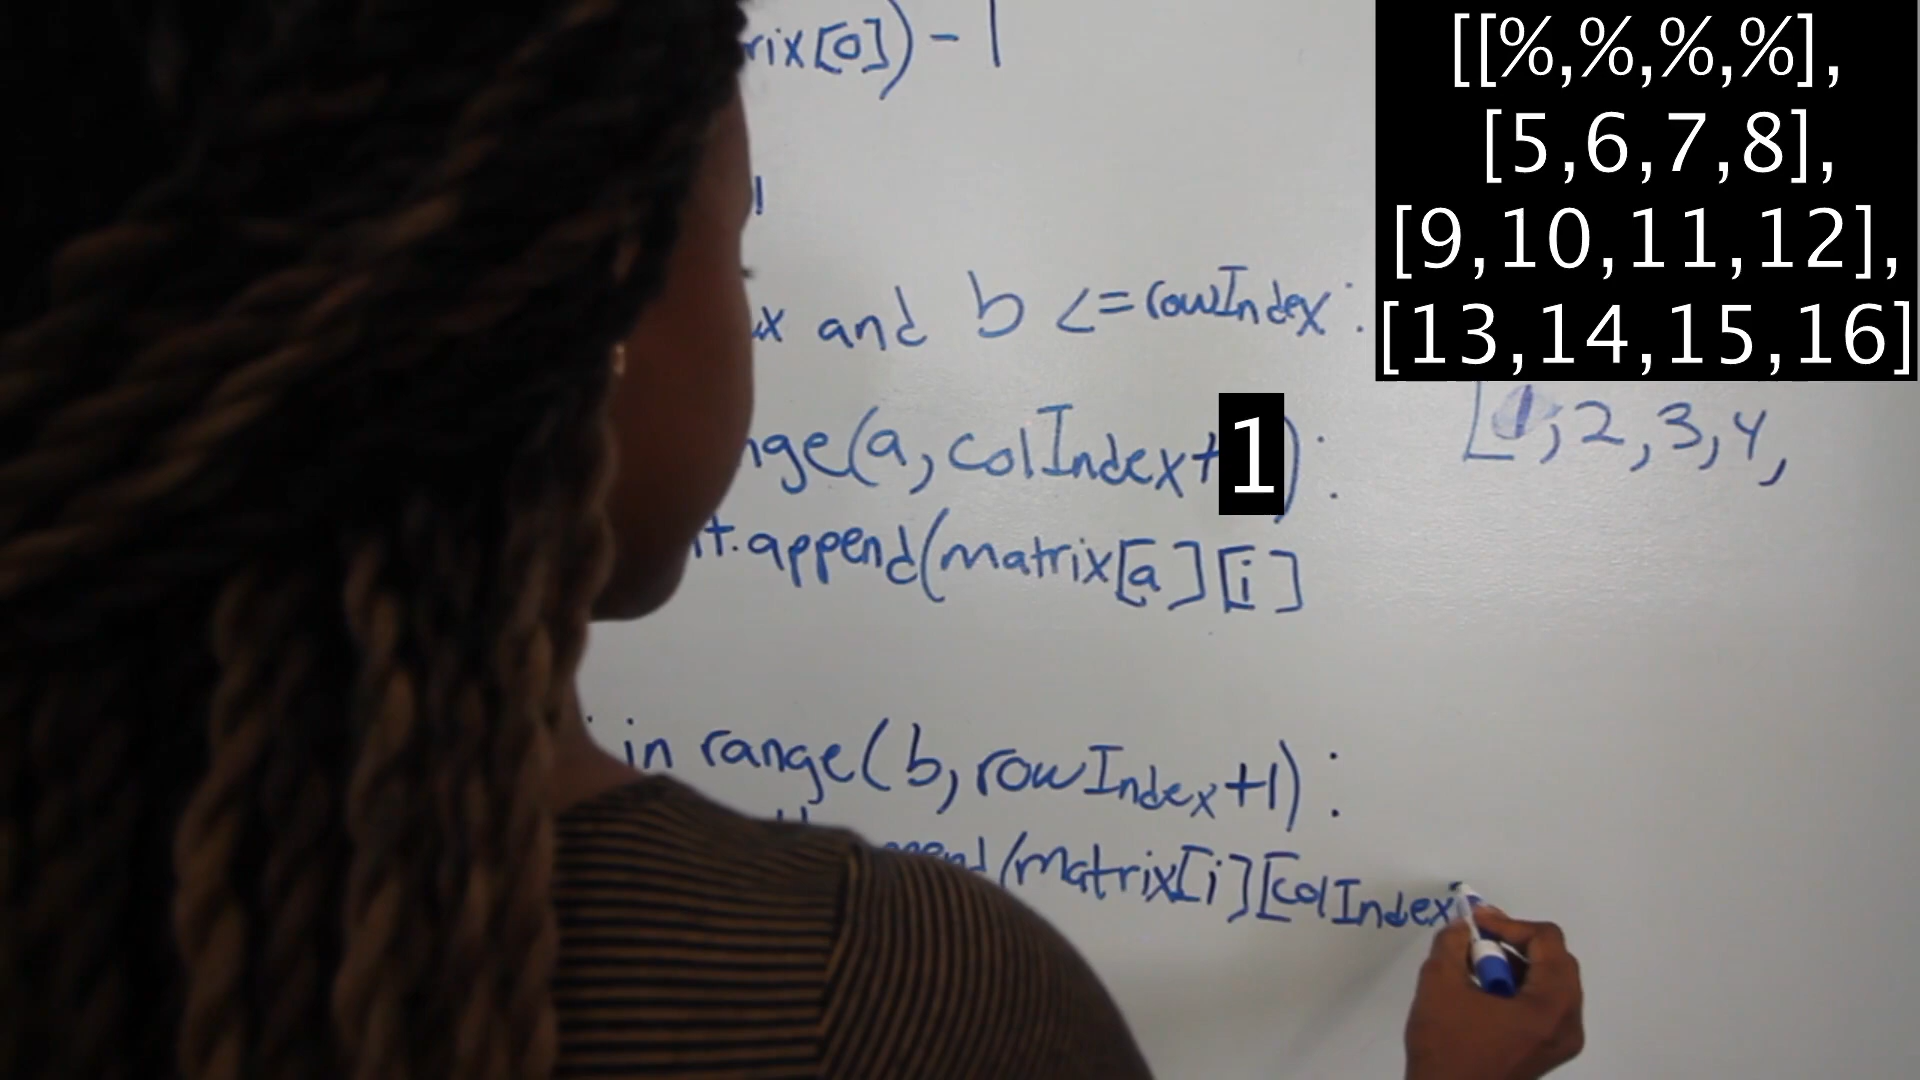 rix[0]) - 1
x and b <= rowIndex :
nge(a, colIndex+1) :
t.append(matrix[a][i]
in range(b, rowIndex+1) :
(matrix[i][colIndex
[[%,%,%,%],
[5,6,7,8],
[9,10,11,12],
[13,14,15,16]
[1,2,3,4,